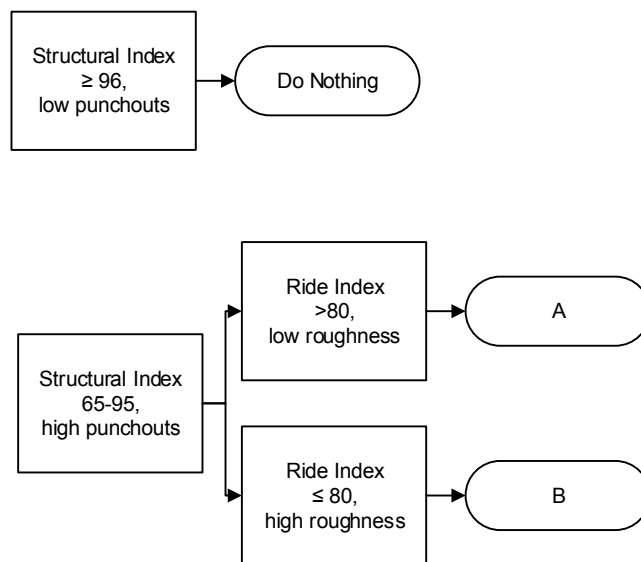 Structural Index
≥ 96,
low punchouts
Do Nothing
Ride Index
>80,
low roughness
A
Structural Index
65-95,
high punchouts
Ride Index
≤ 80,
high roughness
B